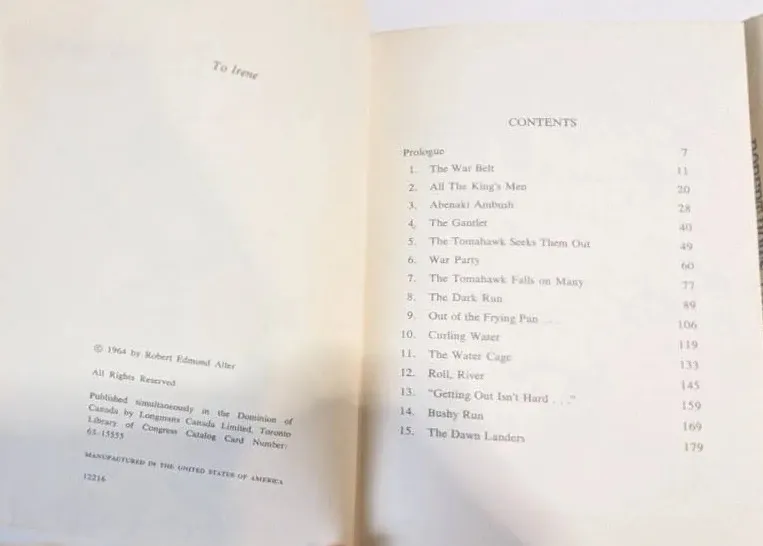 To Irene
© 1964 by Robert Edmund Alter
All Rights Reserved
Published simultaneously in the Dominion of
Canada by Longmans Canada Limited, Toronto
Library of Congress Catalog Card Number:
65-15555
MANUFACTURED IN THE UNITED STATES OF AMERICA
12216
CONTENTS
Prologue 7
1. The War Belt 11
2. All The King's Men 20
3. Abenaki Ambush 28
4. The Gantlet 40
5. The Tomahawk Seeks Them Out 49
6. War Party 60
7. The Tomahawk Falls on Many 77
8. The Dark Run 89
9. Out of the Frying Pan . . . 106
10. Curling Water 119
11. The Water Cage 133
12. Roll, River 145
13. "Getting Out Isn't Hard . . ." 159
14. Bushy Run 169
15. The Dawn Landers 179